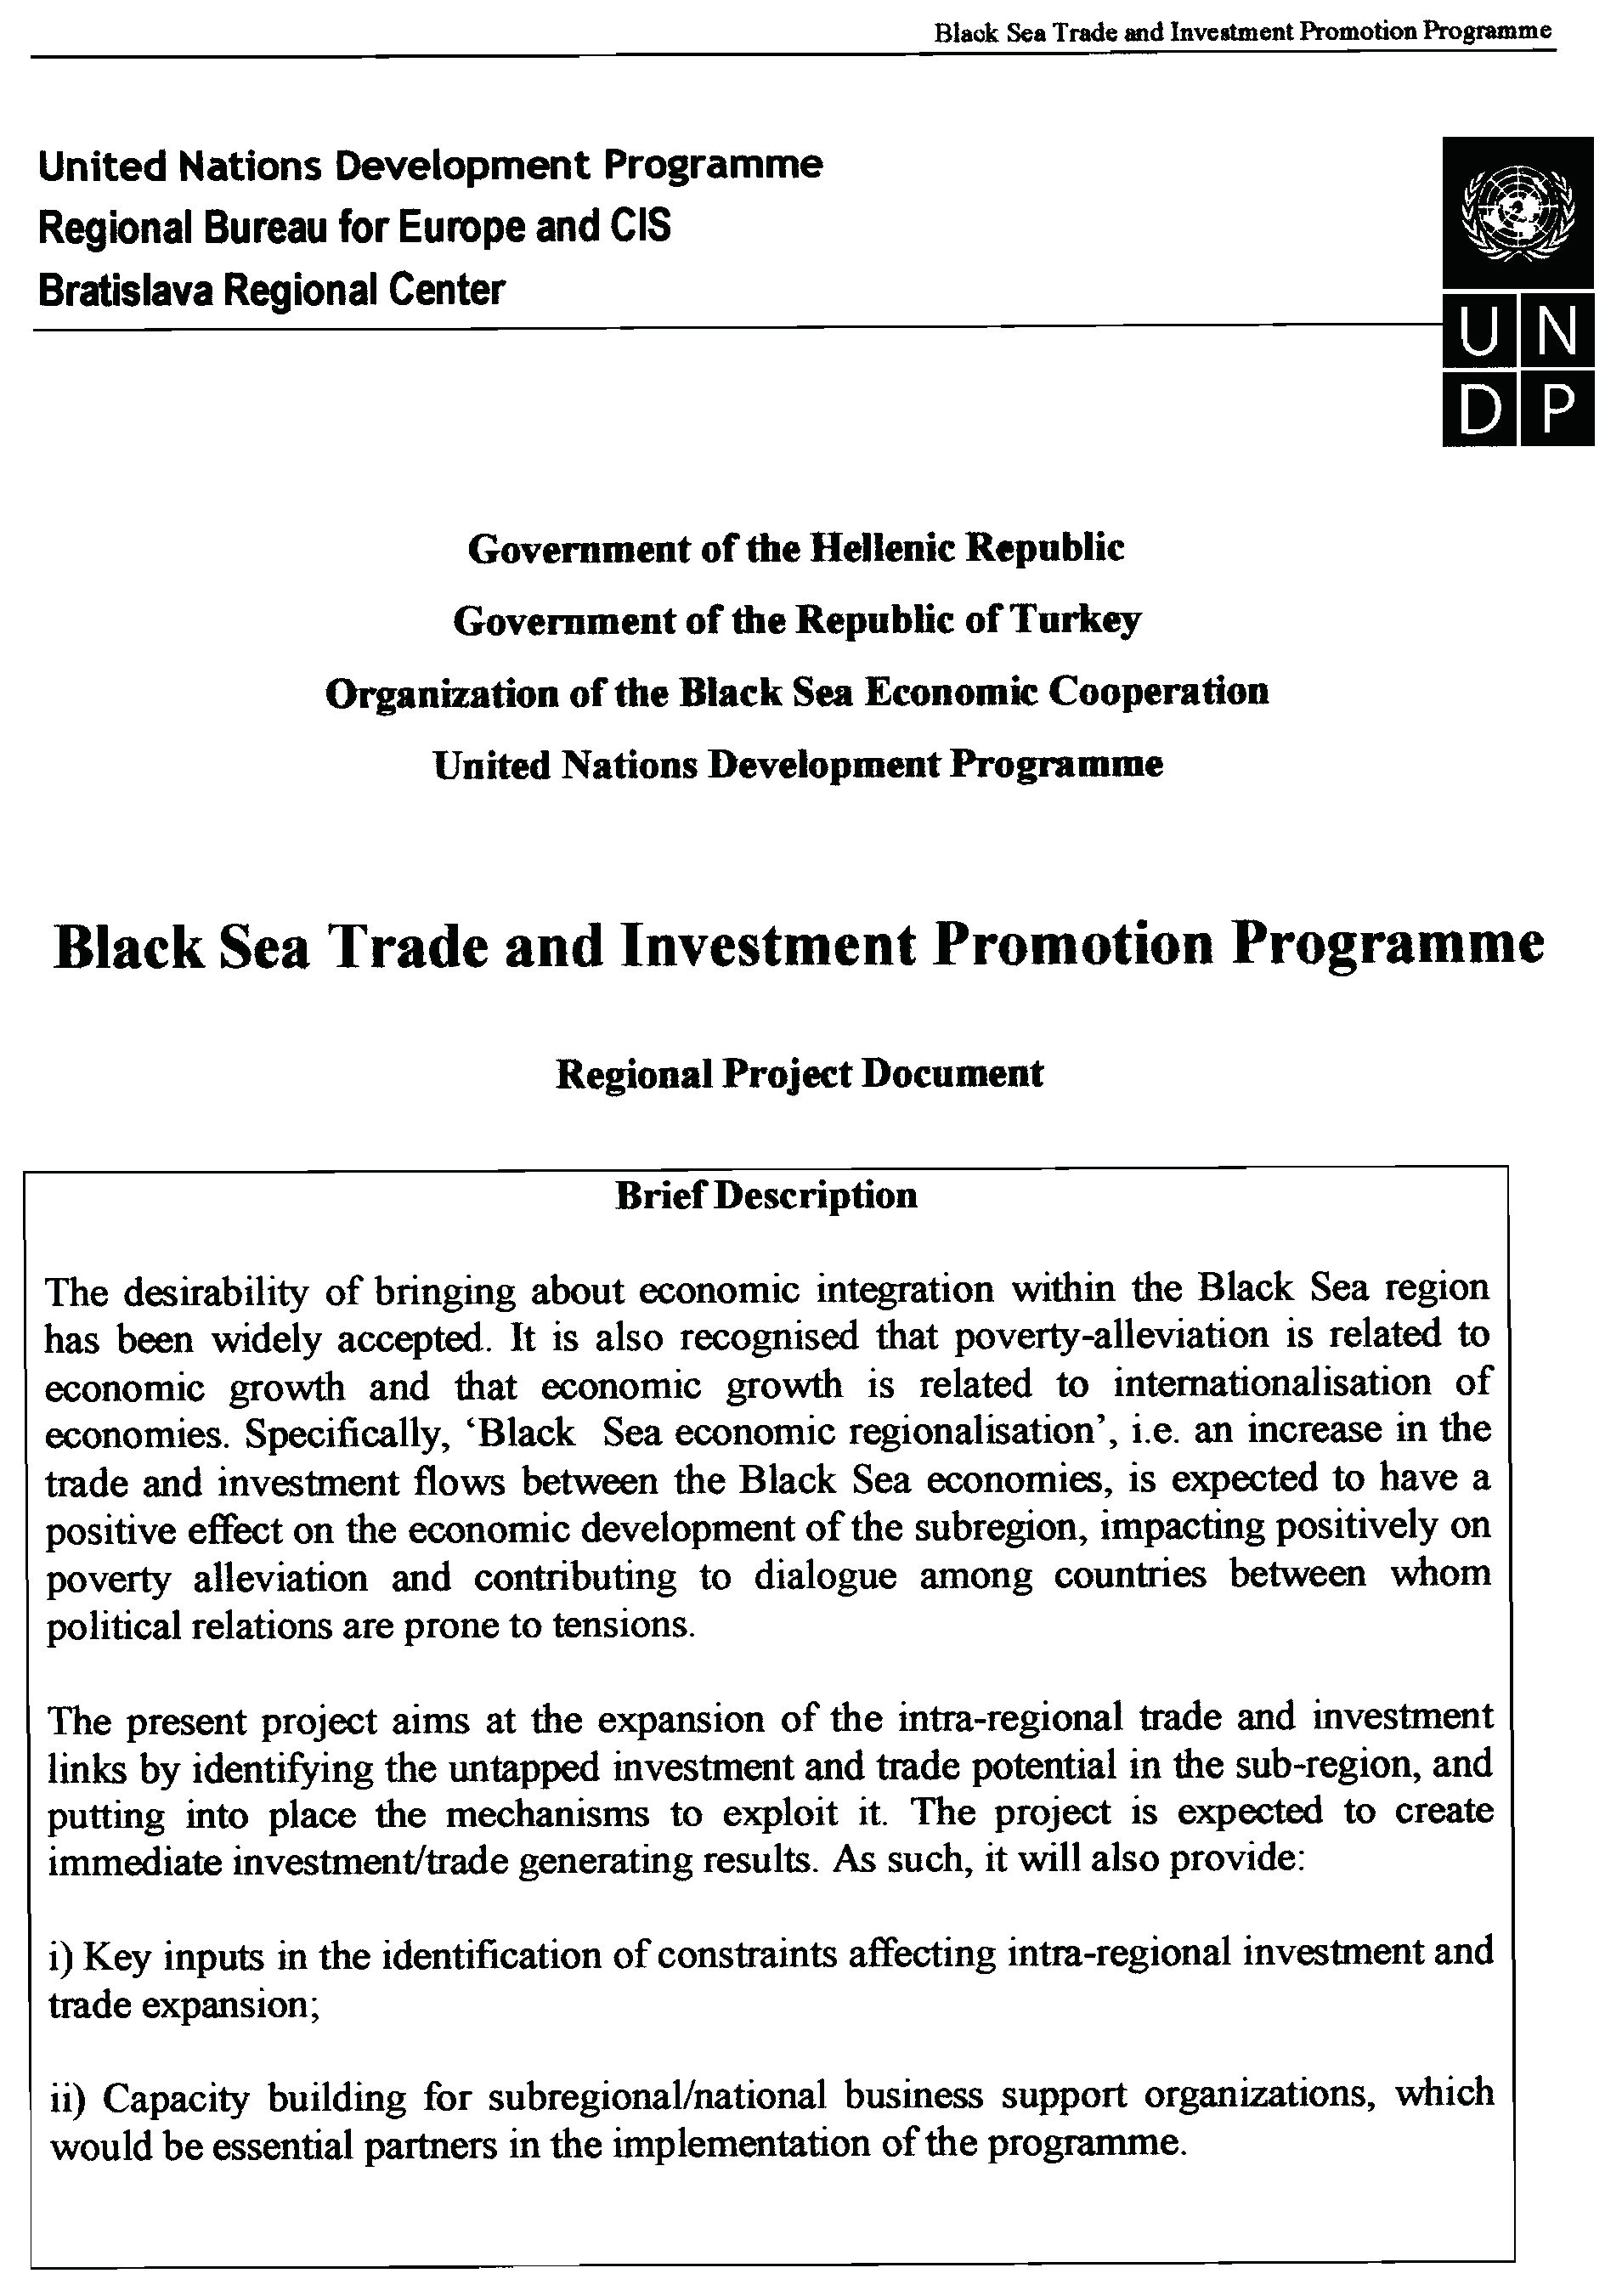 Black Sea Trade and Investment Promotion Programme
United Nations Development Programme
Regional Bureau for Europe and CIS
Bratislava Regional Center
U N
D P
Government of the Hellenic Republic
Government of the Republic of Turkey
Organization of the Black Sea Economic Cooperation
United Nations Development Programme
Black Sea Trade and Investment Promotion Programme
Regional Project Document
Brief Description
The desirability of bringing about economic integration within the Black Sea region
has been widely accepted. It is also recognised that poverty-alleviation is related to
economic growth and that economic growth is related to internationalisation of
economies. Specifically, ‘Black Sea economic regionalisation’, i.e. an increase in the
trade and investment flows between the Black Sea economies, is expected to have a
positive effect on the economic development of the subregion, impacting positively on
poverty alleviation and contributing to dialogue among countries between whom
political relations are prone to tensions.
The present project aims at the expansion of the intra-regional trade and investment
links by identifying the untapped investment and trade potential in the sub-region, and
putting into place the mechanisms to exploit it. The project is expected to create
immediate investment/trade generating results. As such, it will also provide:
i) Key inputs in the identification of constraints affecting intra-regional investment and
trade expansion;
ii) Capacity building for subregional/national business support organizations, which
would be essential partners in the implementation of the programme.